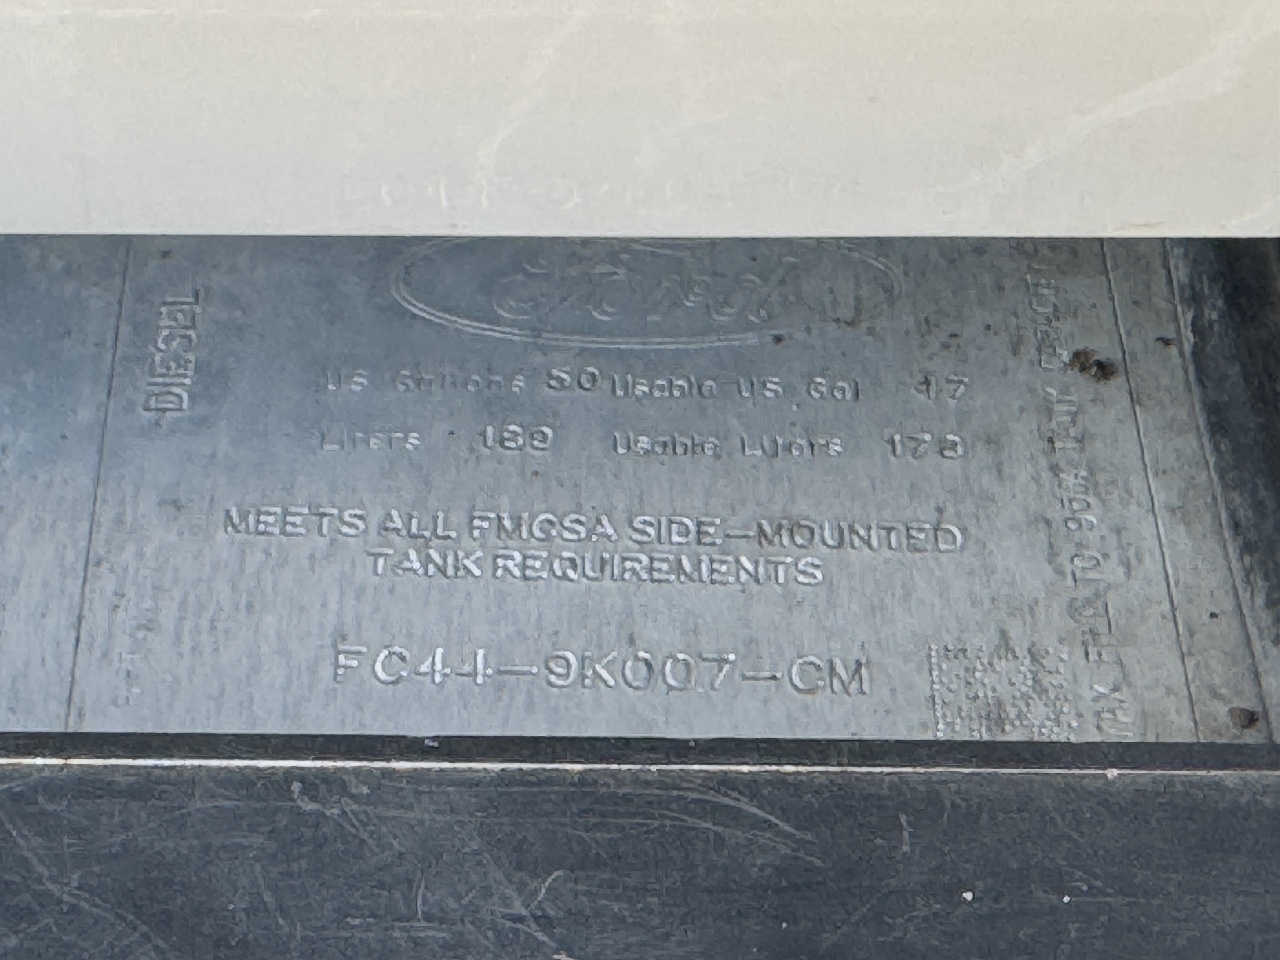 Ford
DIESEL
US Gallons 50 Usable US Gal 47
Liters 189 Usable Liters 178
MEETS ALL FMCSA SIDE-MOUNTED
TANK REQUIREMENTS
FC44-9K007-CM